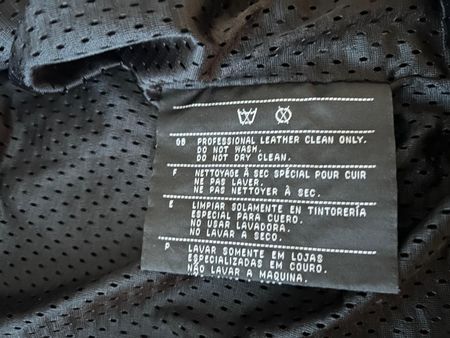 GB PROFESSIONAL LEATHER CLEAN ONLY.
DO NOT WASH.
DO NOT DRY CLEAN.
F NETTOYAGE À SEC SPÉCIAL POUR CUIR
NE PAS LAVER.
NE PAS NETTOYER À SEC.
E LIMPIAR SOLAMENTE EN TINTORERÍA
ESPECIAL PARA CUERO.
NO USAR LAVADORA.
NO LAVAR A SECO.
P LAVAR SOMENTE EM LOJAS
ESPECIALIZADAS EM COURO.
NÃO LAVAR A MAQUINA.